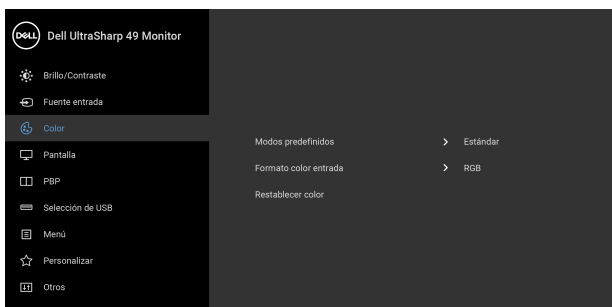 DELL Dell UltraSharp 49 Monitor
Brillo/Contraste
Fuente entrada
Color
Pantalla
PBP
Selección de USB
Menú
Personalizar
Otros
Modos predefinidos > Estándar
Formato color entrada > RGB
Restablecer color